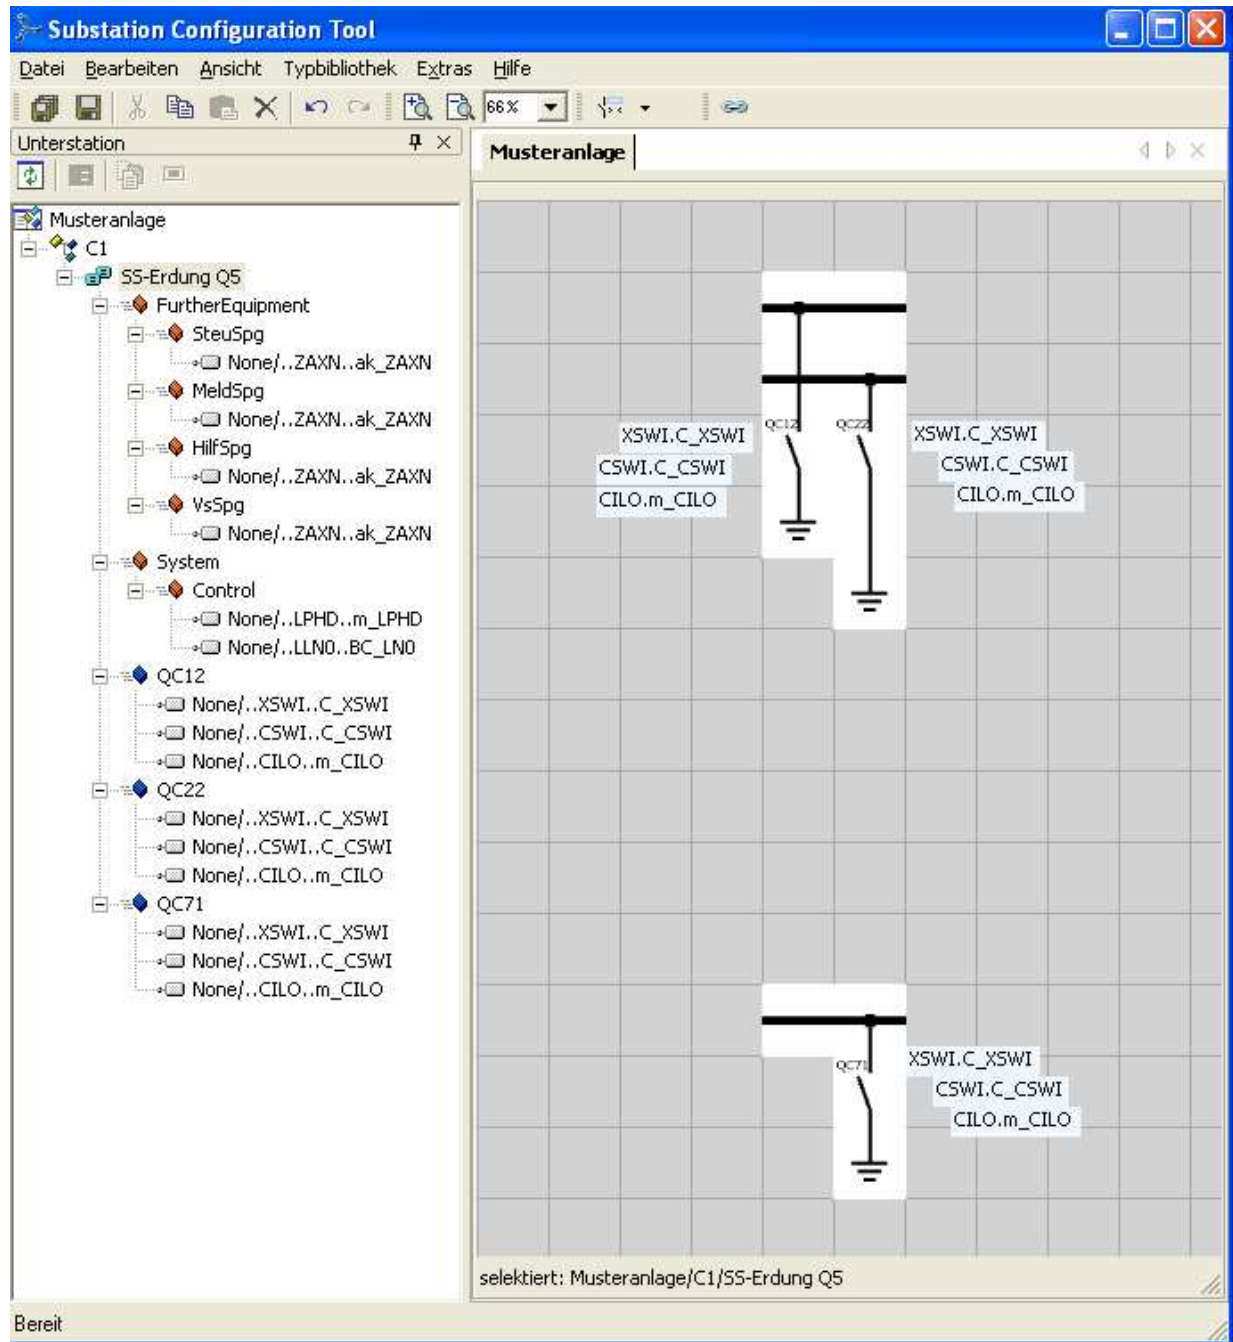 Substation Configuration Tool
Datei Bearbeiten Ansicht Typbibliothek Extras Hilfe
66%
Unterstation
Musteranlage
Musteranlage
C1
SS-Erdung Q5
FurtherEquipment
SteuSpg
None/..ZAXN..ak_ZAXN
MeldSpg
None/..ZAXN..ak_ZAXN
HilfSpg
None/..ZAXN..ak_ZAXN
VsSpg
None/..ZAXN..ak_ZAXN
System
Control
None/..LPHD..m_LPHD
None/..LLN0..BC_LN0
QC12
None/..XSWI..C_XSWI
None/..CSWI..C_CSWI
None/..CILO..m_CILO
QC22
None/..XSWI..C_XSWI
None/..CSWI..C_CSWI
None/..CILO..m_CILO
QC71
None/..XSWI..C_XSWI
None/..CSWI..C_CSWI
None/..CILO..m_CILO
QC12 QC22
XSWI.C_XSWI XSWI.C_XSWI
CSWI.C_CSWI CSWI.C_CSWI
CILO.m_CILO CILO.m_CILO
QC71 XSWI.C_XSWI
CSWI.C_CSWI
CILO.m_CILO
selektiert: Musteranlage/C1/SS-Erdung Q5
Bereit